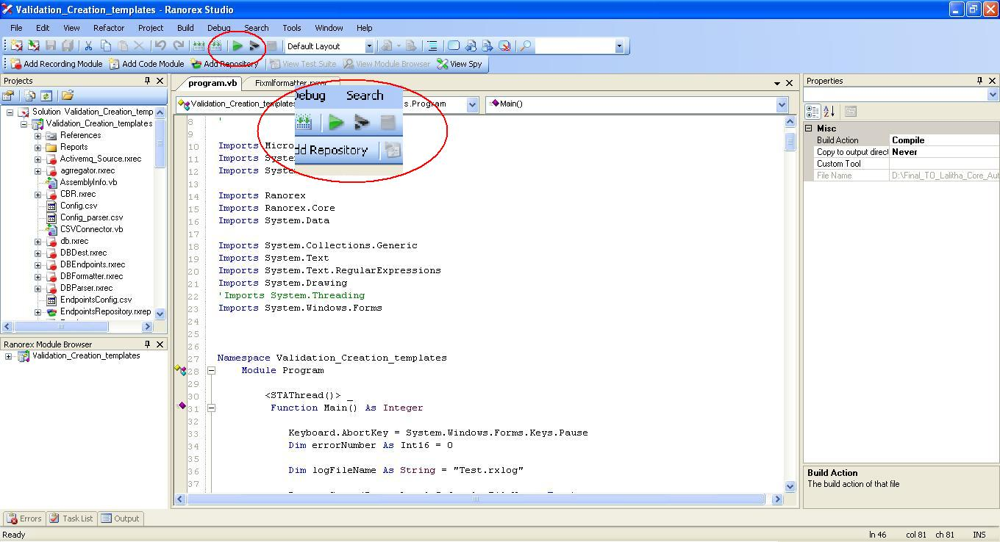 Validation_Creation_templates - Ranorex Studio
File Edit View Refactor Project Build Debug Search Tools Window Help
Default Layout
Add Recording Module Add Code Module Add Repository View Test Suite View Module Browser View Spy
Projects
Solution Validation_Creation_temp
Validation_Creation_templates
References
Reports
Activemq_Source.rxrec
agrregator.rxrec
AssemblyInfo.vb
CBR.rxrec
Config.csv
Config_parser.csv
CSVConnector.vb
db.rxrec
DBDest.rxrec
DBEndpoints.rxrec
DBFormatter.rxrec
DBParser.rxrec
EndpointsConfig.csv
EndpointsRepository.rxrep
Ranorex Module Browser
Validation_Creation_templates
program.vb Fixmlformatter.rxrec
Validation_Creation_templates s.Program Main()
Debug Search
dd Repository
8 '
9
10 Imports Micro
11 Imports Syste
12 Imports Syste
13
14 Imports Ranorex
15 Imports Ranorex.Core
16 Imports System.Data
17
18 Imports System.Collections.Generic
19 Imports System.Text
20 Imports System.Text.RegularExpressions
21 Imports System.Drawing
22 'Imports System.Threading
23 Imports System.Windows.Forms
24
25
26
27 Namespace Validation_Creation_templates
28 Module Program
29
30 <STAThread()> _
31 Function Main() As Integer
32
33 Keyboard.AbortKey = System.Windows.Forms.Keys.Pause
34 Dim errorNumber As Int16 = 0
35
36 Dim logFileName As String = "Test.rxlog"
37
Properties
Misc
Build Action Compile
Copy to output direct Never
Custom Tool
File Name D:\Final_TO_Lalitha_Core_Aut
Build Action
The build action of that file
Errors Task List Output
Ready ln 46 col 81 ch 81 INS